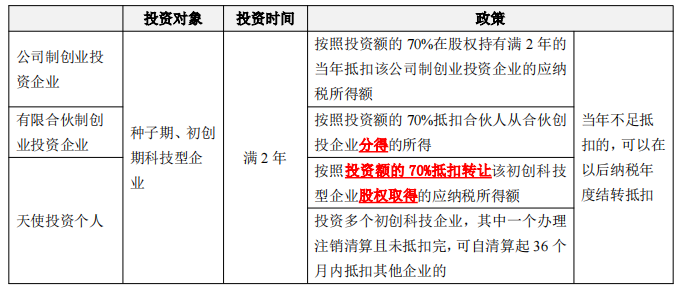 投资对象
投资时间
政策
公司制创业投
资企业
有限合伙制创
业投资企业
天使投资个人
种子期、初创
期科技型企
业
满 2 年
按照投资额的 70%在股权持有满 2 年的
当年抵扣该公司制创业投资企业的应纳
税所得额
按照投资额的 70%抵扣合伙人从合伙创
投企业分得的所得
按照投资额的 70%抵扣转让该初创科技
型企业股权取得的应纳税所得额
投资多个初创科技企业，其中一个办理
注销清算且未抵扣完，可自清算起 36 个
月内抵扣其他企业的
当年不足抵
扣的，可以在
以后纳税年
度结转抵扣